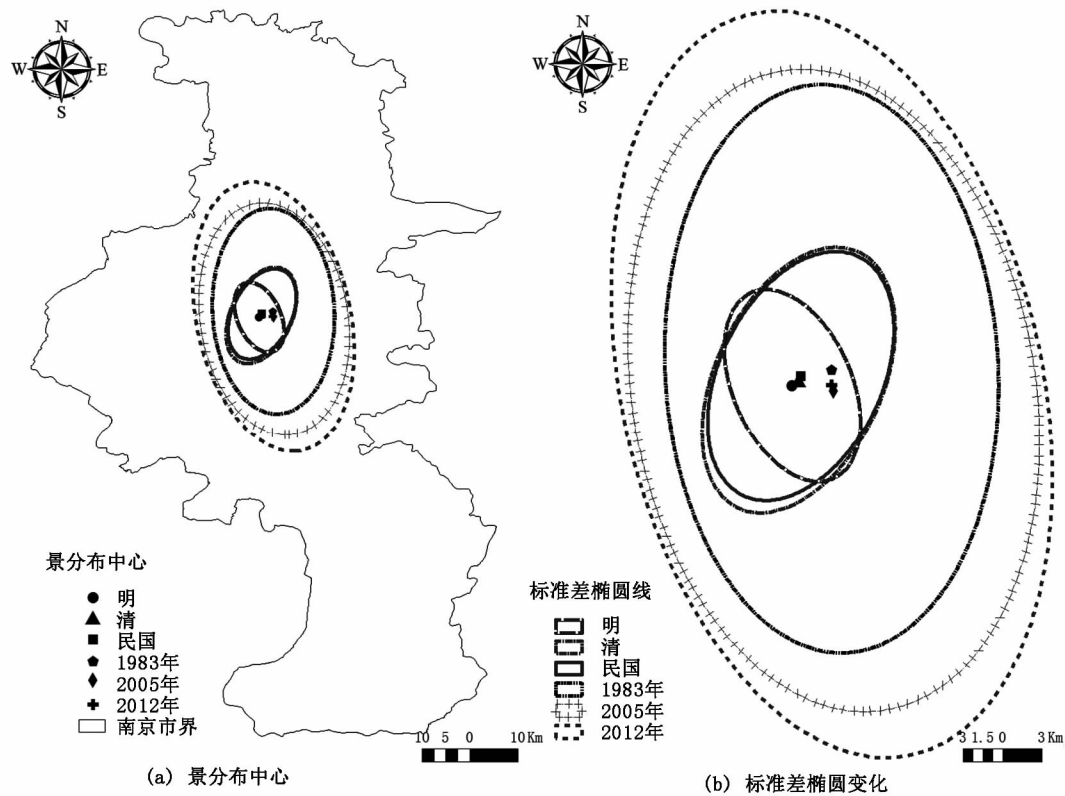 N
W E
S
景分布中心
明
清
民国
1983年
2005年
2012年
南京市界
10 5 0 10 Km
(a) 景分布中心
N
W E
S
标准差椭圆线
明
清
民国
1983年
2005年
2012年
3 1.5 0 3 Km
(b) 标准差椭圆变化